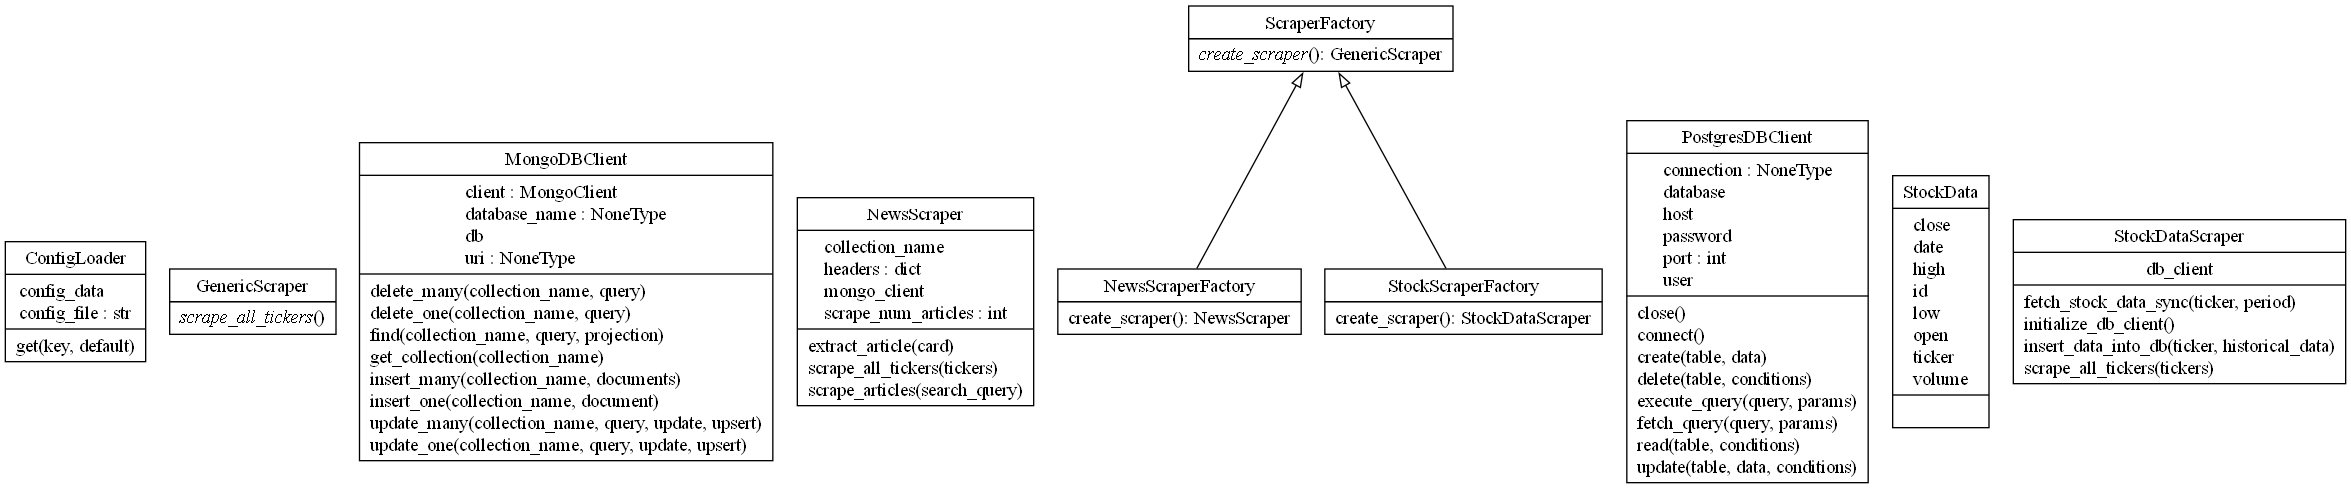 ScraperFactory
create_scraper(): GenericScraper
ConfigLoader
config_data
config_file : str
get(key, default)
GenericScraper
scrape_all_tickers()
MongoDBClient
client : MongoClient
database_name : NoneType
db
uri : NoneType
delete_many(collection_name, query)
delete_one(collection_name, query)
find(collection_name, query, projection)
get_collection(collection_name)
insert_many(collection_name, documents)
insert_one(collection_name, document)
update_many(collection_name, query, update, upsert)
update_one(collection_name, query, update, upsert)
NewsScraper
collection_name
headers : dict
mongo_client
scrape_num_articles : int
extract_article(card)
scrape_all_tickers(tickers)
scrape_articles(search_query)
NewsScraperFactory
create_scraper(): NewsScraper
StockScraperFactory
create_scraper(): StockDataScraper
PostgresDBClient
connection : NoneType
database
host
password
port : int
user
close()
connect()
create(table, data)
delete(table, conditions)
execute_query(query, params)
fetch_query(query, params)
read(table, conditions)
update(table, data, conditions)
StockData
close
date
high
id
low
open
ticker
volume
StockDataScraper
db_client
fetch_stock_data_sync(ticker, period)
initialize_db_client()
insert_data_into_db(ticker, historical_data)
scrape_all_tickers(tickers)